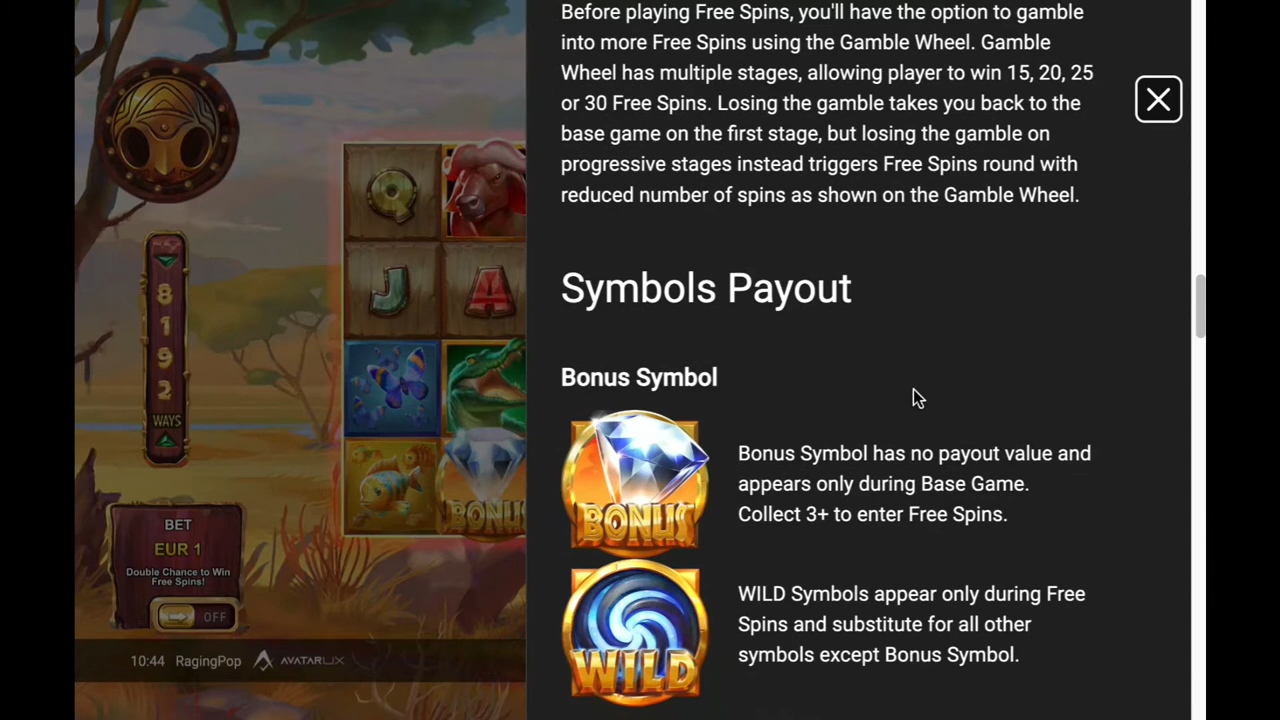 Before playing Free Spins, you'll have the option to gamble
into more Free Spins using the Gamble Wheel. Gamble
Wheel has multiple stages, allowing player to win 15, 20, 25
or 30 Free Spins. Losing the gamble takes you back to the
base game on the first stage, but losing the gamble on
progressive stages instead triggers Free Spins round with
reduced number of spins as shown on the Gamble Wheel.
Symbols Payout
Bonus Symbol
BONUS
Bonus Symbol has no payout value and
appears only during Base Game.
Collect 3+ to enter Free Spins.
WILD
WILD Symbols appear only during Free
Spins and substitute for all other
symbols except Bonus Symbol.
Q
J
A
BONUS
8
1
9
2
WAYS
BET
EUR 1
Double Chance to Win
Free Spins!
OFF
10:44 RagingPop AVATARUX